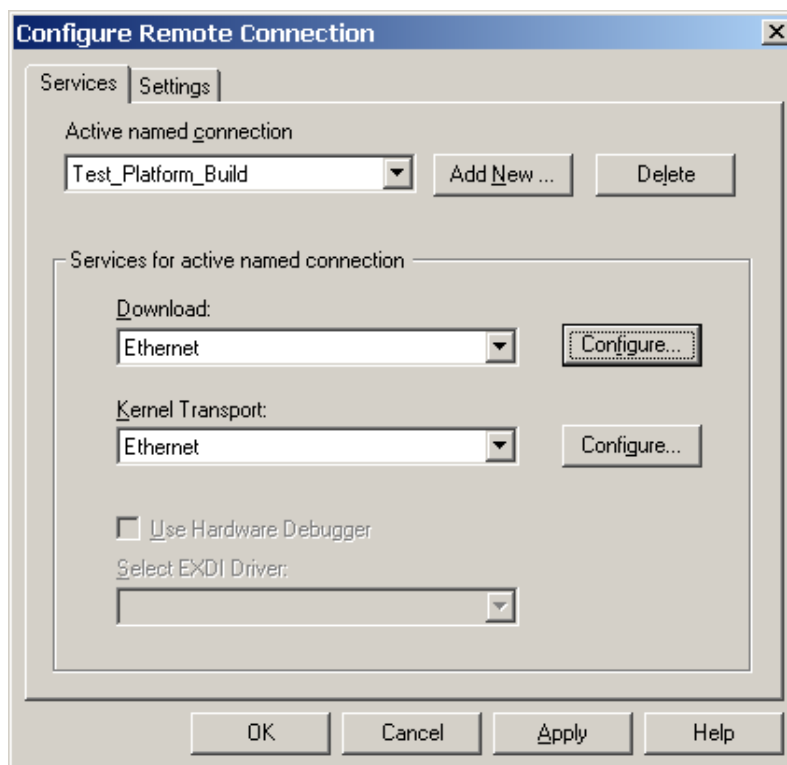 Configure Remote Connection
Services Settings
Active named connection
Test_Platform_Build Add New ... Delete
Services for active named connection
Download:
Ethernet Configure...
Kernel Transport:
Ethernet Configure...
Use Hardware Debugger
Select EXDI Driver:
OK Cancel Apply Help